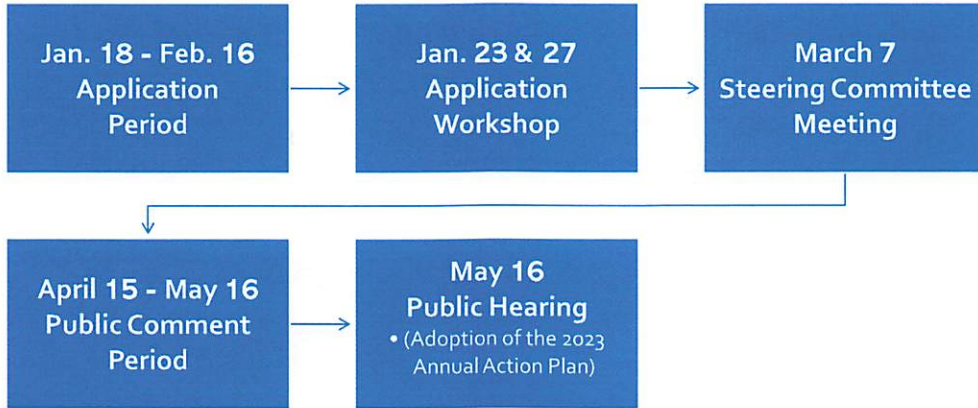 Jan. 18 - Feb. 16
Application
Period
Jan. 23 & 27
Application
Workshop
March 7
Steering Committee
Meeting
April 15 - May 16
Public Comment
Period
May 16
Public Hearing
• (Adoption of the 2023
Annual Action Plan)